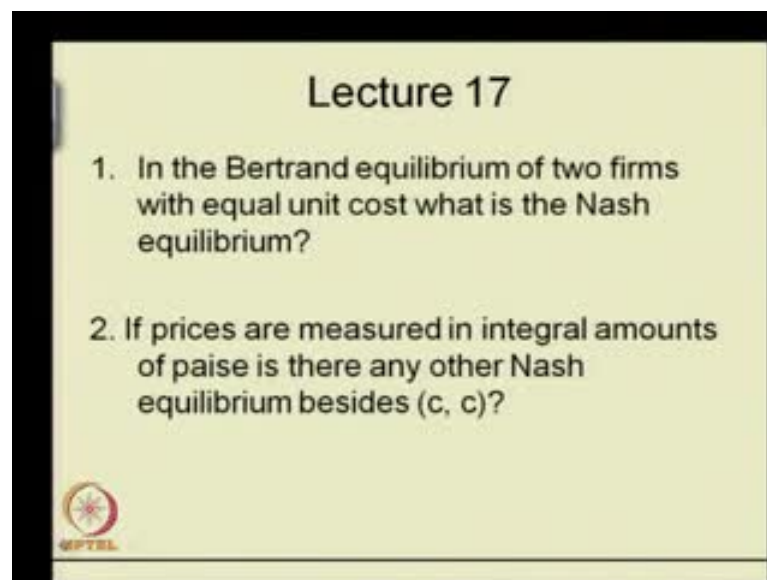 Lecture 17
1. In the Bertrand equilibrium of two firms
with equal unit cost what is the Nash
equilibrium?
2. If prices are measured in integral amounts
of paise is there any other Nash
equilibrium besides (c, c)?
NPTEL